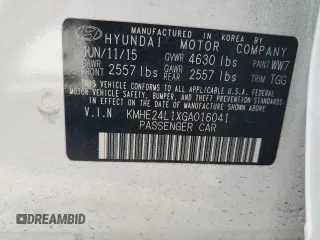 MANUFACTURED IN KOREA BY
HYUNDAI MOTOR COMPANY
JUN/11/15 GVWR 4630 lbs PAINT WW7
GAWR FRONT 2557 lbs GAWR REAR 2557 lbs TRIM TGG
THIS VEHICLE CONFORMS TO ALL APPLICABLE
FEDERAL MOTOR VEHICLE SAFETY, BUMPER, AND THEFT
PREVENTION STANDARDS IN EFFECT ON THE
DATE OF MANUFACTURE SHOWN ABOVE.
V.I.N KMHE24L1XGA016041
PASSENGER CAR
DREAMBID